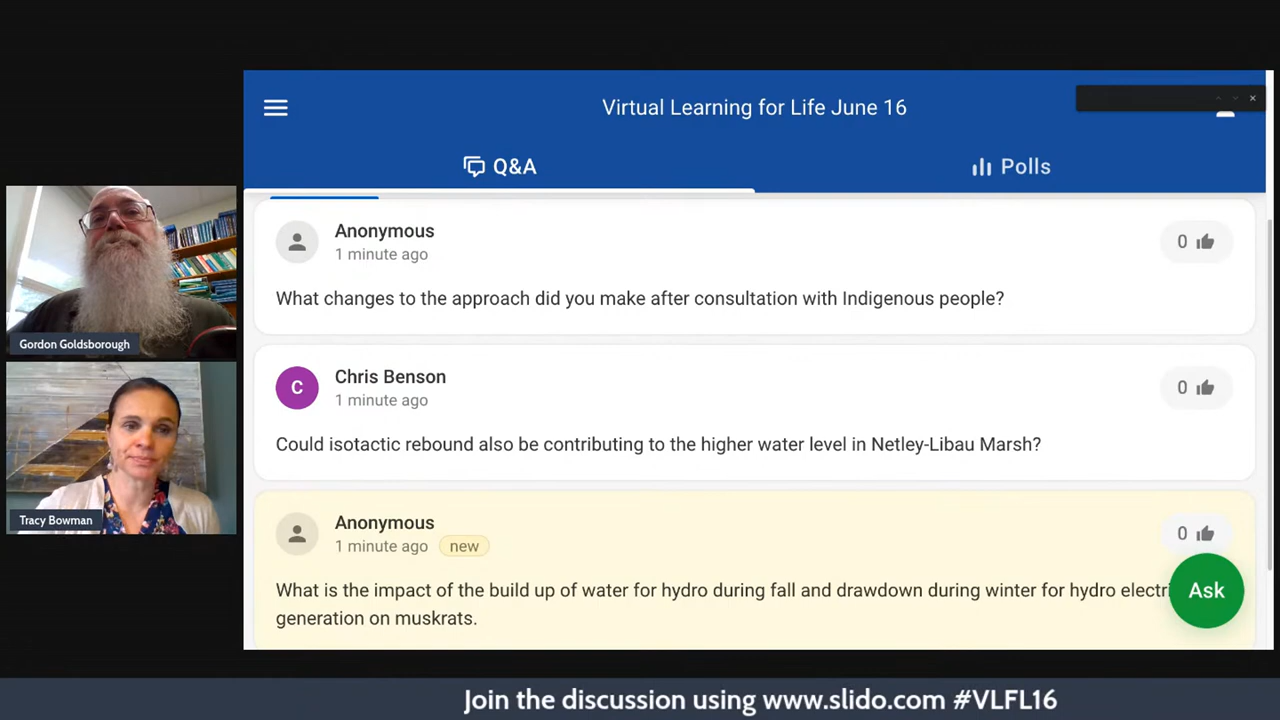 Virtual Learning for Life June 16
Q&A
Polls
Anonymous
1 minute ago
0
What changes to the approach did you make after consultation with Indigenous people?
C
Chris Benson
1 minute ago
0
Could isotactic rebound also be contributing to the higher water level in Netley-Libau Marsh?
Anonymous
1 minute ago new
0
What is the impact of the build up of water for hydro during fall and drawdown during winter for hydro electri
generation on muskrats.
Ask
Gordon Goldsborough
Tracy Bowman
Join the discussion using www.slido.com #VLFL16